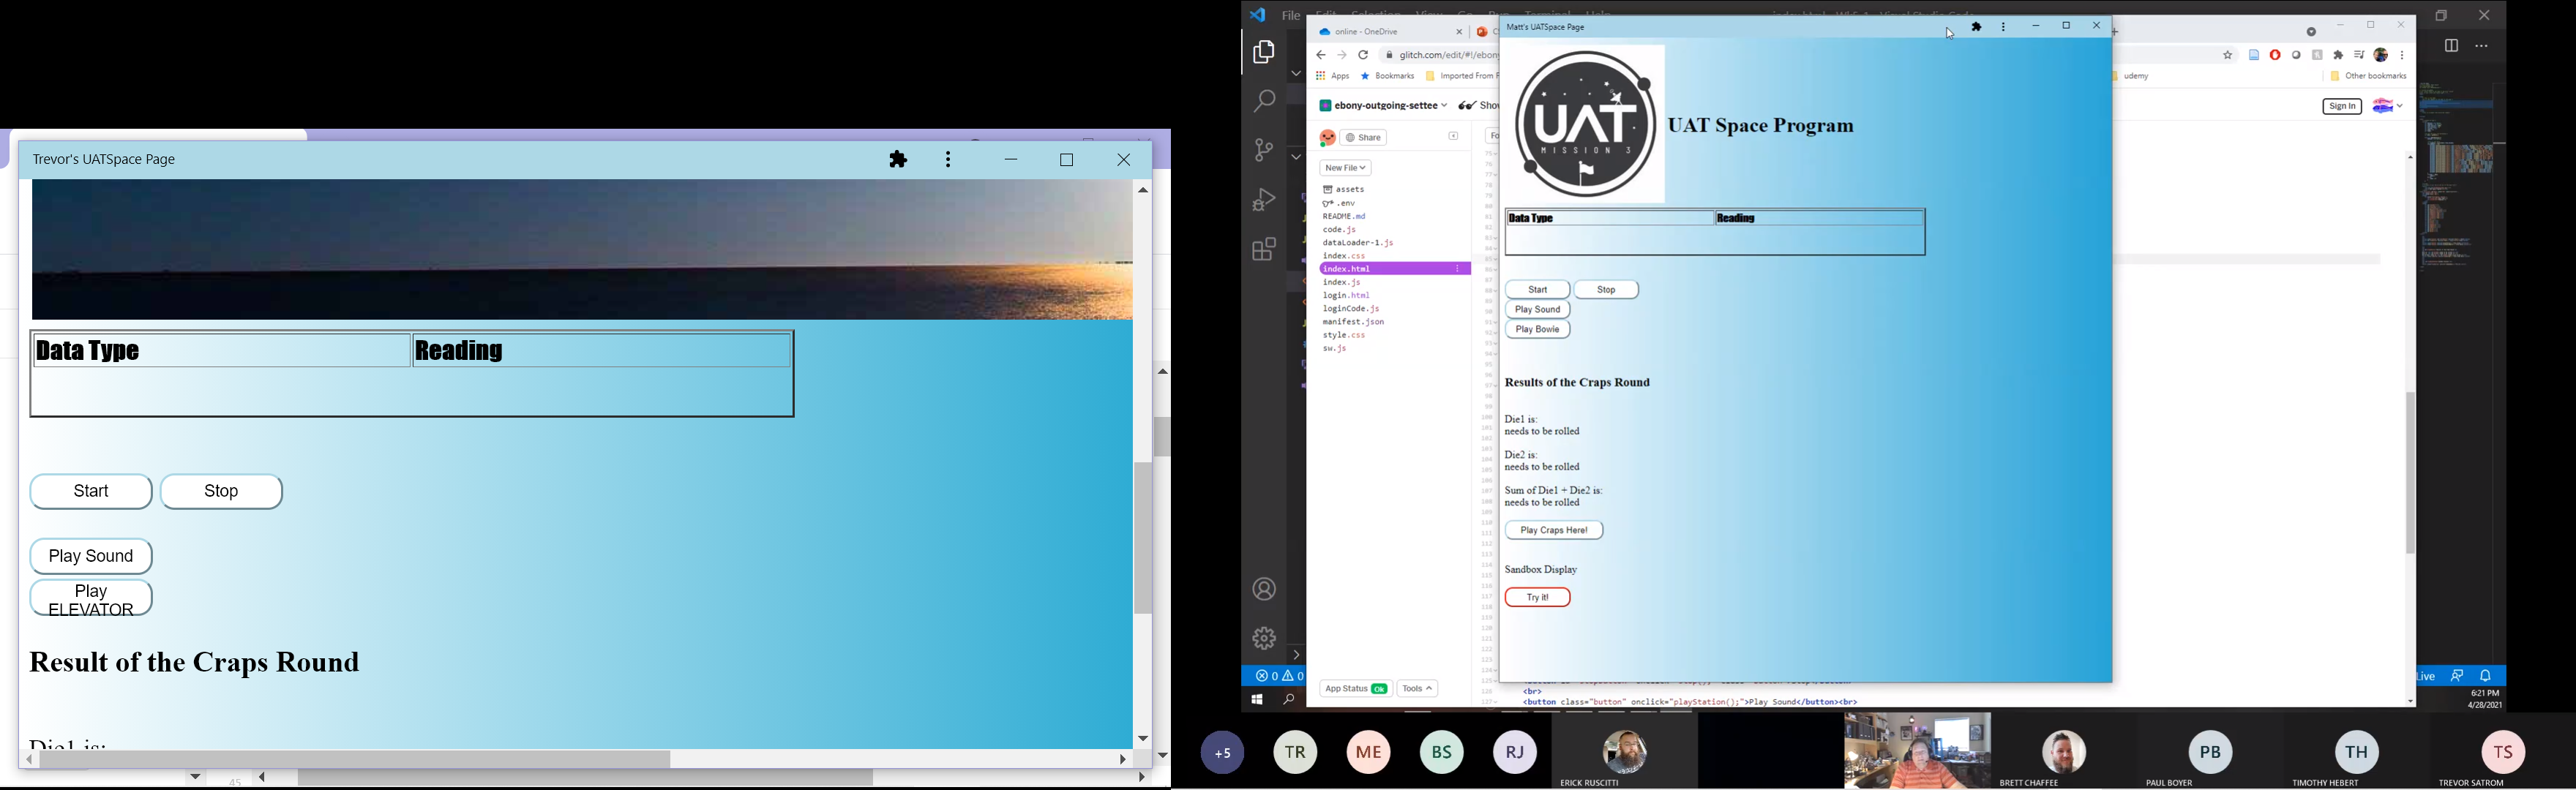 Trevor's UATSpace Page
Data Type
Reading
Start
Stop
Play Sound
Play
ELEVATOR
Result of the Craps Round
Die1 is:
45
File
online - OneDrive
glitch.com/edit/#!/ebony
Apps
Bookmarks
Imported From F
udemy
Other bookmarks
ebony-outgoing-settee
Sho
Sign In
Share
New File
assets
.env
README.md
code.js
dataLoader-1.js
index.css
index.html
index.js
login.html
loginCode.js
manifest.json
style.css
sw.js
App Status Ok
Tools
Matt's UATSpace Page
UAT
MISSION 3
UAT Space Program
Data Type
Reading
Start
Stop
Play Sound
Play Bowie
Results of the Craps Round
Die1 is:
needs to be rolled
Die2 is:
needs to be rolled
Sum of Die1 + Die2 is:
needs to be rolled
Play Craps Here!
Sandbox Display
Try it!
<br>
<button class="button" onclick="playStation();">Play Sound</button><br>
0
0
Live
6:21 PM
4/28/2021
+5
TR
ME
BS
RJ
ERICK RUSCITTI
BRETT CHAFFEE
PB
PAUL BOYER
TH
TIMOTHY HEBERT
TS
TREVOR SATROM